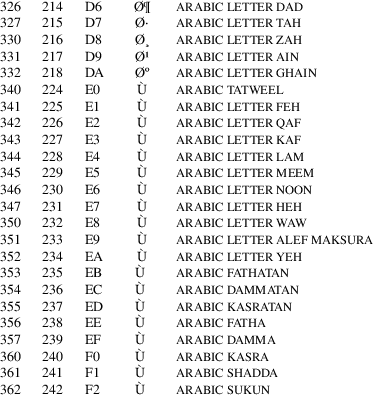 326 214 D6 Ø¶ ARABIC LETTER DAD
327 215 D7 Ø· ARABIC LETTER TAH
330 216 D8 Ø¸ ARABIC LETTER ZAH
331 217 D9 Ø¹ ARABIC LETTER AIN
332 218 DA Øº ARABIC LETTER GHAIN
340 224 E0 Ù ARABIC TATWEEL
341 225 E1 Ù ARABIC LETTER FEH
342 226 E2 Ù ARABIC LETTER QAF
343 227 E3 Ù ARABIC LETTER KAF
344 228 E4 Ù ARABIC LETTER LAM
345 229 E5 Ù ARABIC LETTER MEEM
346 230 E6 Ù ARABIC LETTER NOON
347 231 E7 Ù ARABIC LETTER HEH
350 232 E8 Ù ARABIC LETTER WAW
351 233 E9 Ù ARABIC LETTER ALEF MAKSURA
352 234 EA Ù ARABIC LETTER YEH
353 235 EB Ù ARABIC FATHATAN
354 236 EC Ù ARABIC DAMMATAN
355 237 ED Ù ARABIC KASRATAN
356 238 EE Ù ARABIC FATHA
357 239 EF Ù ARABIC DAMMA
360 240 F0 Ù ARABIC KASRA
361 241 F1 Ù ARABIC SHADDA
362 242 F2 Ù ARABIC SUKUN